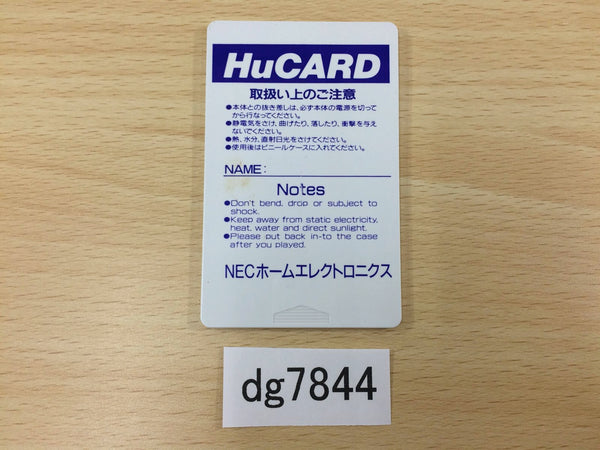 HuCARD
取扱い上のご注意
●本体との抜き差しは、必ず本体の電源を切って
から行なってください。
●静電気をさけ、曲げたり、落したり、衝撃を与え
ないでください。
●熱、水分、直射日光をさけてください。
●使用後はビニールケースに入れてください。
NAME:
Notes
●Don't bend, drop or subject to
shock.
●Keep away from static electricity,
heat, water and direct sunlight.
●Please put back in-to the case
after you played.
NECホームエレクトロニクス
dg7844